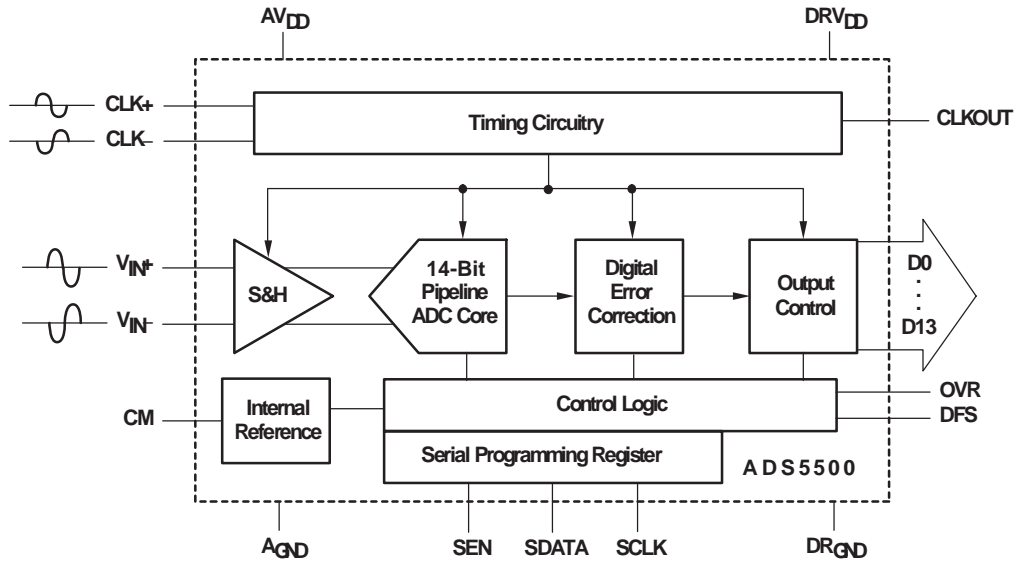 AVDD
DRVDD
CLK+
CLK–
Timing Circuitry
CLKOUT
VIN+
VIN–
S&H
14-Bit
Pipeline
ADC Core
Digital
Error
Correction
Output
Control
D0
.
.
.
.
D13
CM
Internal
Reference
Control Logic
OVR
DFS
Serial Programming Register
ADS5500
AGND
SEN
SDATA
SCLK
DRGND